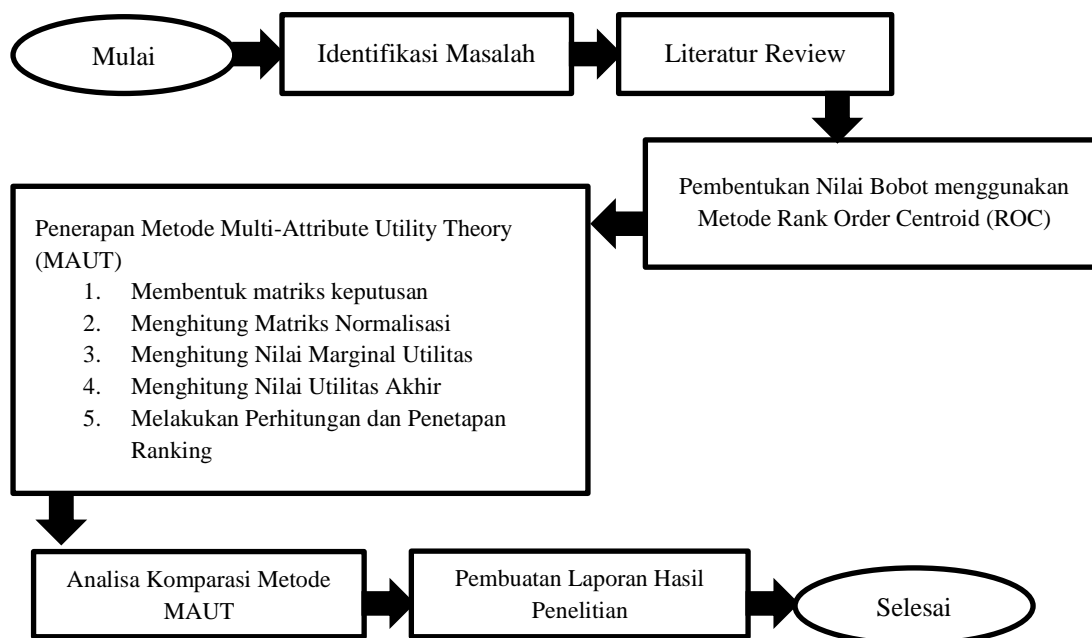 Mulai
Identifikasi Masalah
Literatur Review
Pembentukan Nilai Bobot menggunakan
Metode Rank Order Centroid (ROC)
Penerapan Metode Multi-Attribute Utility Theory
(MAUT)
1. Membentuk matriks keputusan
2. Menghitung Matriks Normalisasi
3. Menghitung Nilai Marginal Utilitas
4. Menghitung Nilai Utilitas Akhir
5. Melakukan Perhitungan dan Penetapan
Ranking
Analisa Komparasi Metode
MAUT
Pembuatan Laporan Hasil
Penelitian
Selesai